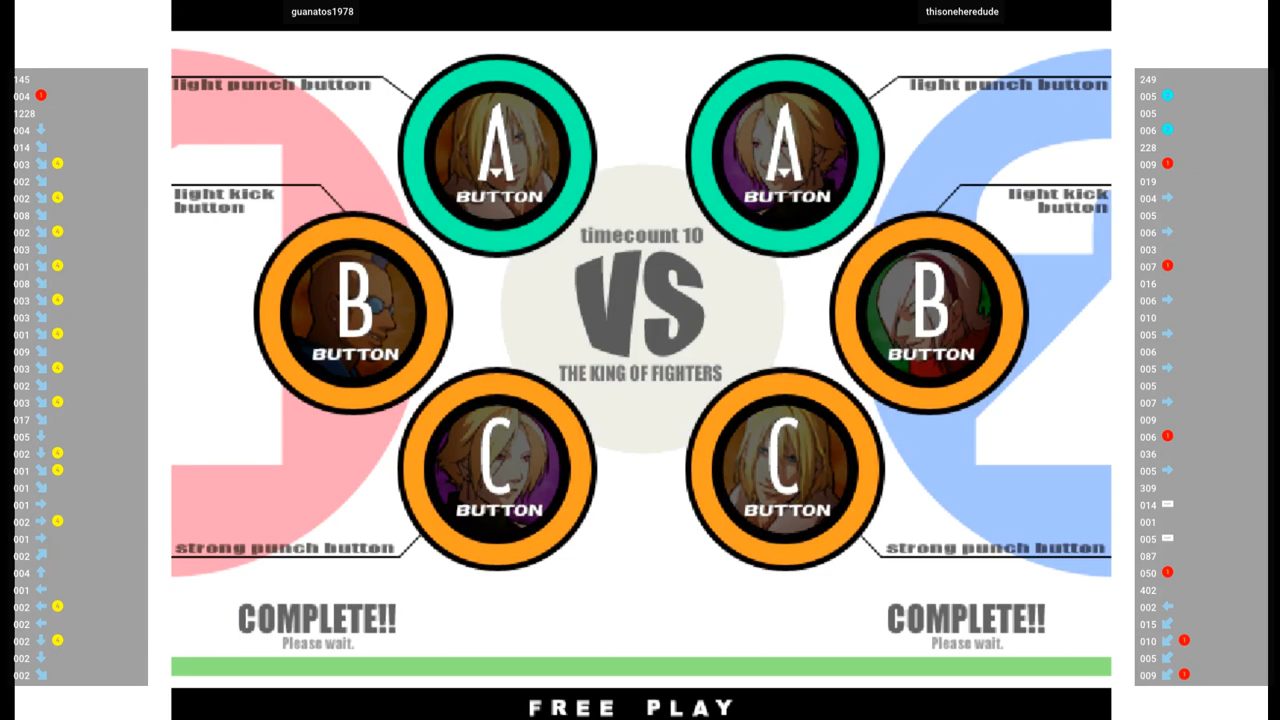 guanatos1978
thisoneheredude
light punch button
light punch button
A
BUTTON
A
BUTTON
light kick
button
light kick
button
timecount 10
VS
THE KING OF FIGHTERS
B
BUTTON
B
BUTTON
C
BUTTON
C
BUTTON
strong punch button
strong punch button
COMPLETE!!
Please wait.
COMPLETE!!
Please wait.
FREE PLAY
145
004
1228
004
014
003
002
002
008
002
003
001
008
003
003
001
009
003
002
003
017
005
002
001
001
001
002
001
002
004
001
002
002
002
002
002
249
005
005
006
228
009
019
004
005
006
003
007
016
006
010
005
006
005
005
007
009
006
036
005
309
014
001
005
087
050
402
002
015
010
005
009